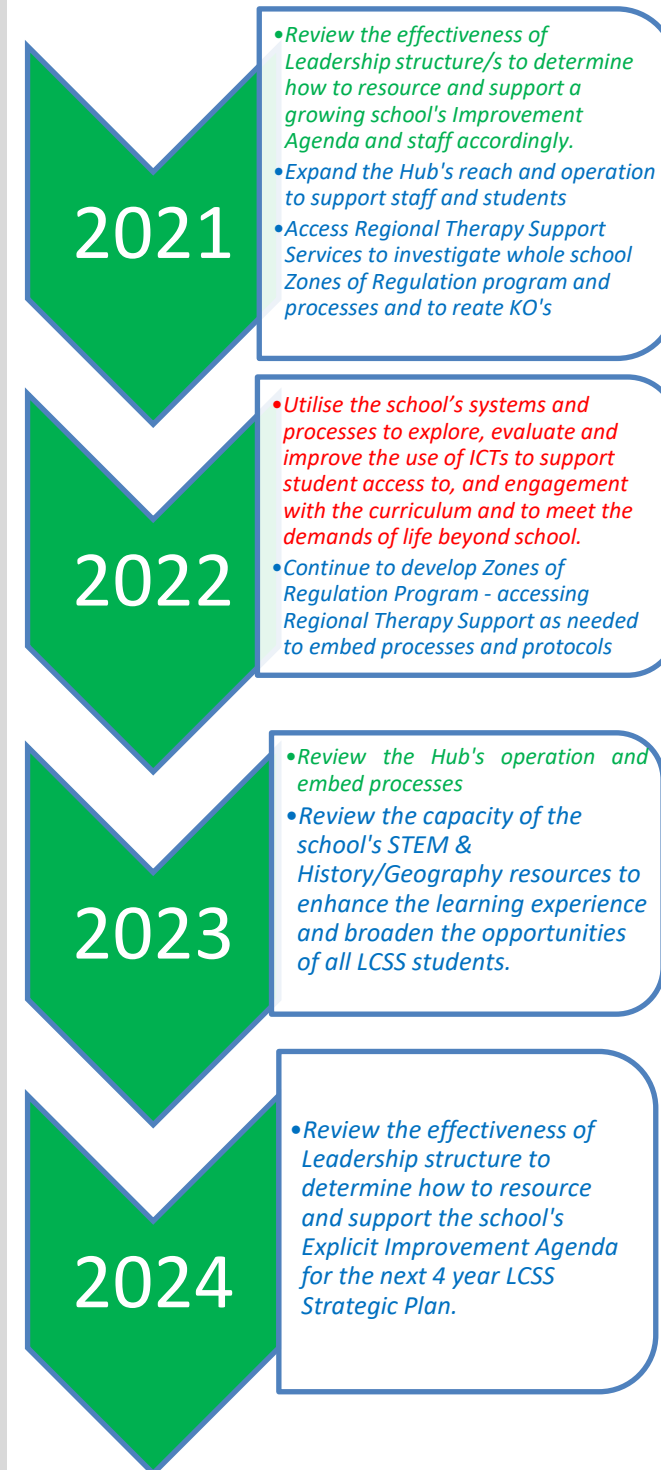 2021
•Review the effectiveness of
Leadership structure/s to determine
how to resource and support a
growing school's Improvement
Agenda and staff accordingly.
•Expand the Hub's reach and operation
to support staff and students
•Access Regional Therapy Support
Services to investigate whole school
Zones of Regulation program and
processes and to reate KO's
2022
•Utilise the school’s systems and
processes to explore, evaluate and
improve the use of ICTs to support
student access to, and engagement
with the curriculum and to meet the
demands of life beyond school.
•Continue to develop Zones of
Regulation Program - accessing
Regional Therapy Support as needed
to embed processes and protocols
2023
•Review the Hub's operation and
embed processes
•Review the capacity of the
school's STEM &
History/Geography resources to
enhance the learning experience
and broaden the opportunities
of all LCSS students.
2024
•Review the effectiveness of
Leadership structure to
determine how to resource
and support the school's
Explicit Improvement Agenda
for the next 4 year LCSS
Strategic Plan.